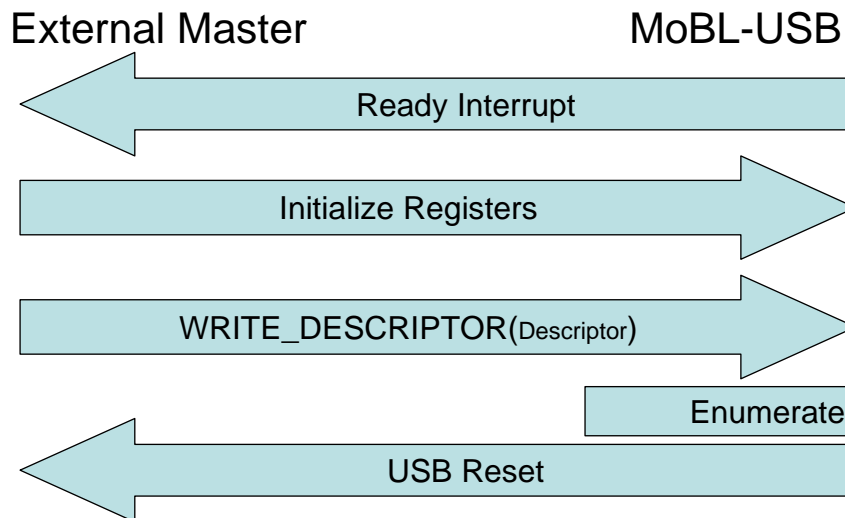 External Master MoBL-USB
Ready Interrupt
Initialize Registers
WRITE_DESCRIPTOR(Descriptor)
Enumerate
USB Reset